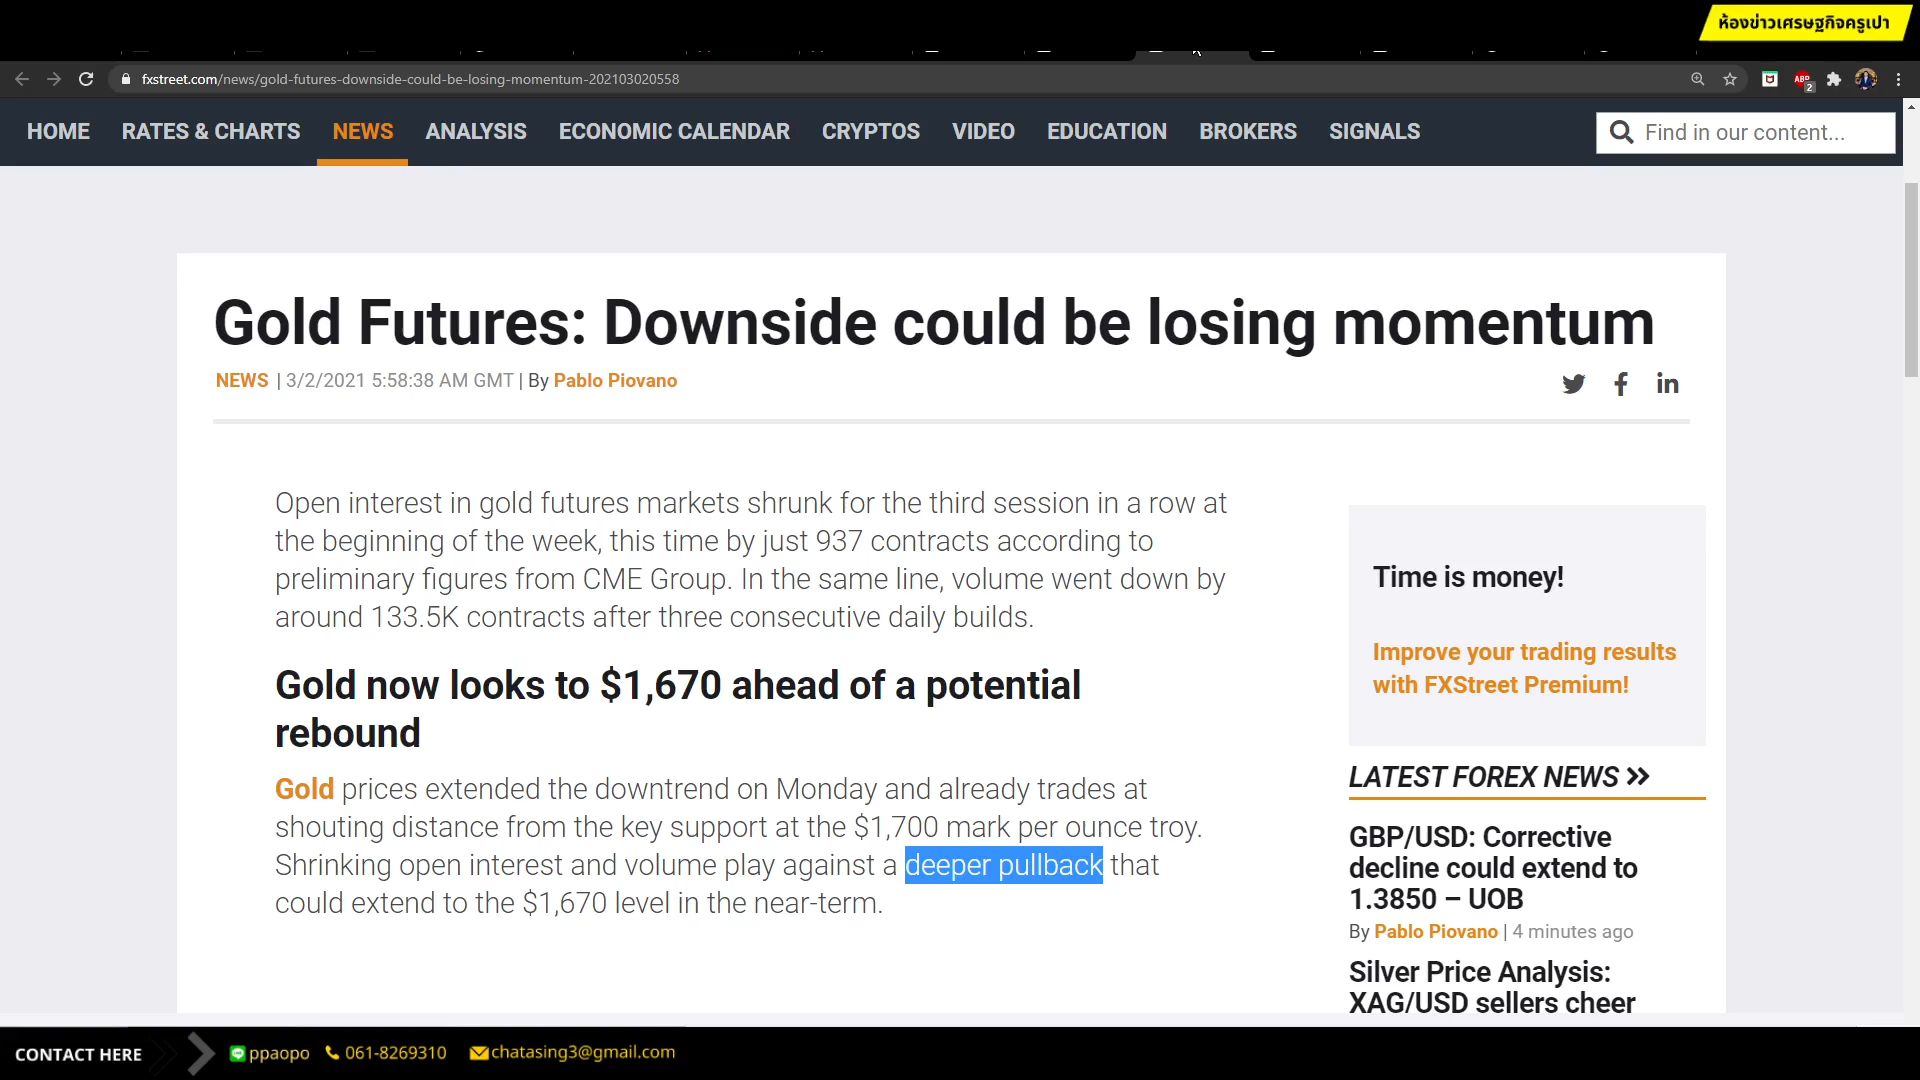 ห้องข่าวเศรษฐกิจครูเปา
fxstreet.com/news/gold-futures-downside-could-be-losing-momentum-202103020558
ABP
2
HOME RATES & CHARTS NEWS ANALYSIS ECONOMIC CALENDAR CRYPTOS VIDEO EDUCATION BROKERS SIGNALS
Find in our content...
Gold Futures: Downside could be losing momentum
NEWS | 3/2/2021 5:58:38 AM GMT | By Pablo Piovano
Open interest in gold futures markets shrunk for the third session in a row at
the beginning of the week, this time by just 937 contracts according to
preliminary figures from CME Group. In the same line, volume went down by
around 133.5K contracts after three consecutive daily builds.
Gold now looks to $1,670 ahead of a potential
rebound
Gold prices extended the downtrend on Monday and already trades at
shouting distance from the key support at the $1,700 mark per ounce troy.
Shrinking open interest and volume play against a deeper pullback that
could extend to the $1,670 level in the near-term.
Time is money!
Improve your trading results
with FXStreet Premium!
LATEST FOREX NEWS
GBP/USD: Corrective
decline could extend to
1.3850 – UOB
By Pablo Piovano | 4 minutes ago
Silver Price Analysis:
XAG/USD sellers cheer
CONTACT HERE
ppaopo
061-8269310
chatasing3@gmail.com